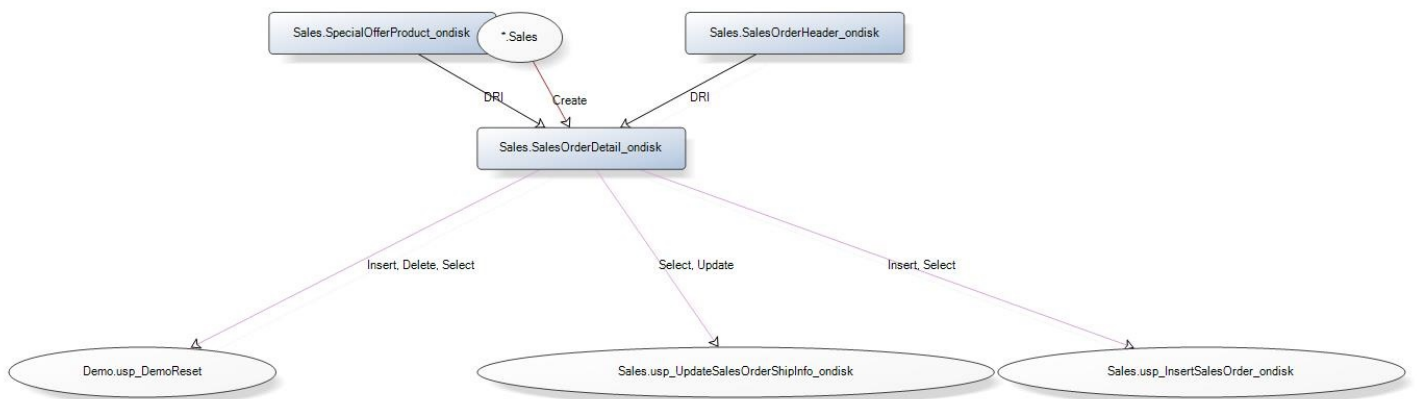 Sales.SpecialOfferProduct_ondisk
*.Sales
Sales.SalesOrderHeader_ondisk
DRI
Create
DRI
Sales.SalesOrderDetail_ondisk
Insert, Delete, Select
Select, Update
Insert, Select
Demo.usp_DemoReset
Sales.usp_UpdateSalesOrderShipInfo_ondisk
Sales.usp_InsertSalesOrder_ondisk